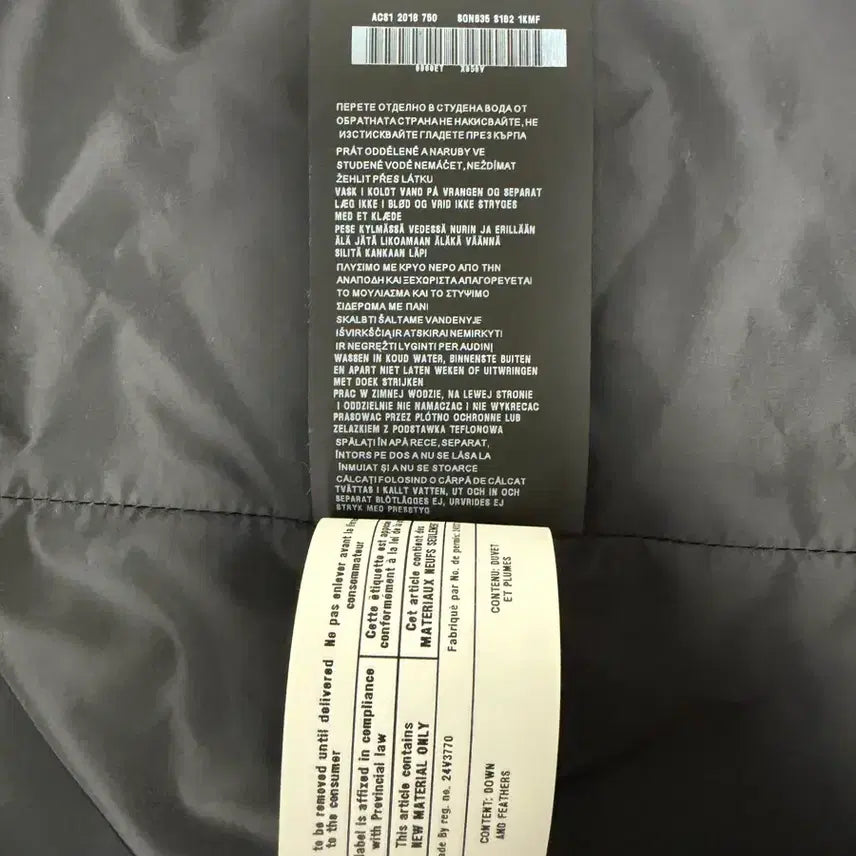 ACS1 2018 750 SON535 S182 1KMF
ПЕРЕТЕ ОТДЕЛНО В СТУДЕНА ВОДА ОТ
ОБРАТНАТА СТРАНА НЕ НАКИСВАЙТЕ, НЕ
ИЗСТИСКВАЙТЕ ГЛАДЕТЕ ПРЕЗ КЪРПА
PRÁT ODDĚLENĚ A NARUBY VE
STUDENÉ VODĚ NEMÁČET, NEŽDÍMAT
ŽEHLIT PŘES LÁTKU
VASK I KOLDT VAND PÅ VRANGEN OG SEPARAT
LÆG IKKE I BLØD OG VRID IKKE STRYGES
MED ET KLÆDE
PESE KYLMÄSSÄ VEDESSÄ NURIN JA ERILLÄÄN
ÄLÄ JÄTÄ LIKOAMAAN ÄLÄKÄ VÄÄNNÄ
SILITÄ KANKAAN LÄPI
ΠΛΥΣΙΜΟ ΜΕ ΚΡΥΟ ΝΕΡΟ ΑΠΟ ΤΗΝ
ΑΝΑΠΟΔΗ ΚΑΙ ΞΕΧΩΡΙΣΤΑ ΑΠΑΓΟΡΕΥΕΤΑΙ
ΤΟ ΜΟΥΛΙΑΣΜΑ ΚΑΙ ΤΟ ΣΤΥΨΙΜΟ
ΣΙΔΕΡΩΜΑ ΜΕ ΠΑΝΙ
SKALBTI ŠALTAME VANDENYJE
IŠVIRKŠČIĄ IR ATSKIRAI NEMIRKYTI
IR NEGRĘŽTI LYGINTI PER AUDINĮ
WASSEN IN KOUD WATER, BINNENSTE BUITEN
EN APART NIET LATEN WEKEN OF UITWRINGEN
MET DOEK STRIJKEN
PRAC W ZIMNEJ WODZIE, NA LEWEJ STRONIE
I ODDZIELNIE NIE NAMACZAC I NIE WYKRECAC
PRASOWAC PRZEZ PLÓTNO OCHRONNE LUB
ZELAZKIEM Z PODSTAWKA TEFLONOWA
SPĂLAȚI ÎN APĂ RECE, SEPARAT,
ÎNTORS PE DOS A NU SE LĂSA LA
ÎNMUIAT ȘI A NU SE STOARCE
CĂLCAȚI FOLOSIND O CÂRPĂ DE CĂLCAT
TVÄTTAS I KALLT VATTEN, UT OCH IN OCH
SEPARAT BLÖTLÄGGES EJ, URVRIDES EJ
STRYK MED PRESSTYG
to be removed until delivered
to the consumer
Ne pas enlever avant la
consommateur
label is affixed in compliance
with Provincial law
Cette étiquette est
conformément à la loi de
This article contains
NEW MATERIAL ONLY
Cet article contient des
MATERIAUX NEUFS SEULEMENT
ade By reg. no. 24V3770
Fabriqué par No. de permic.
CONTENT: DOWN
AND FEATHERS
CONTENU: DUVET
ET PLUMES